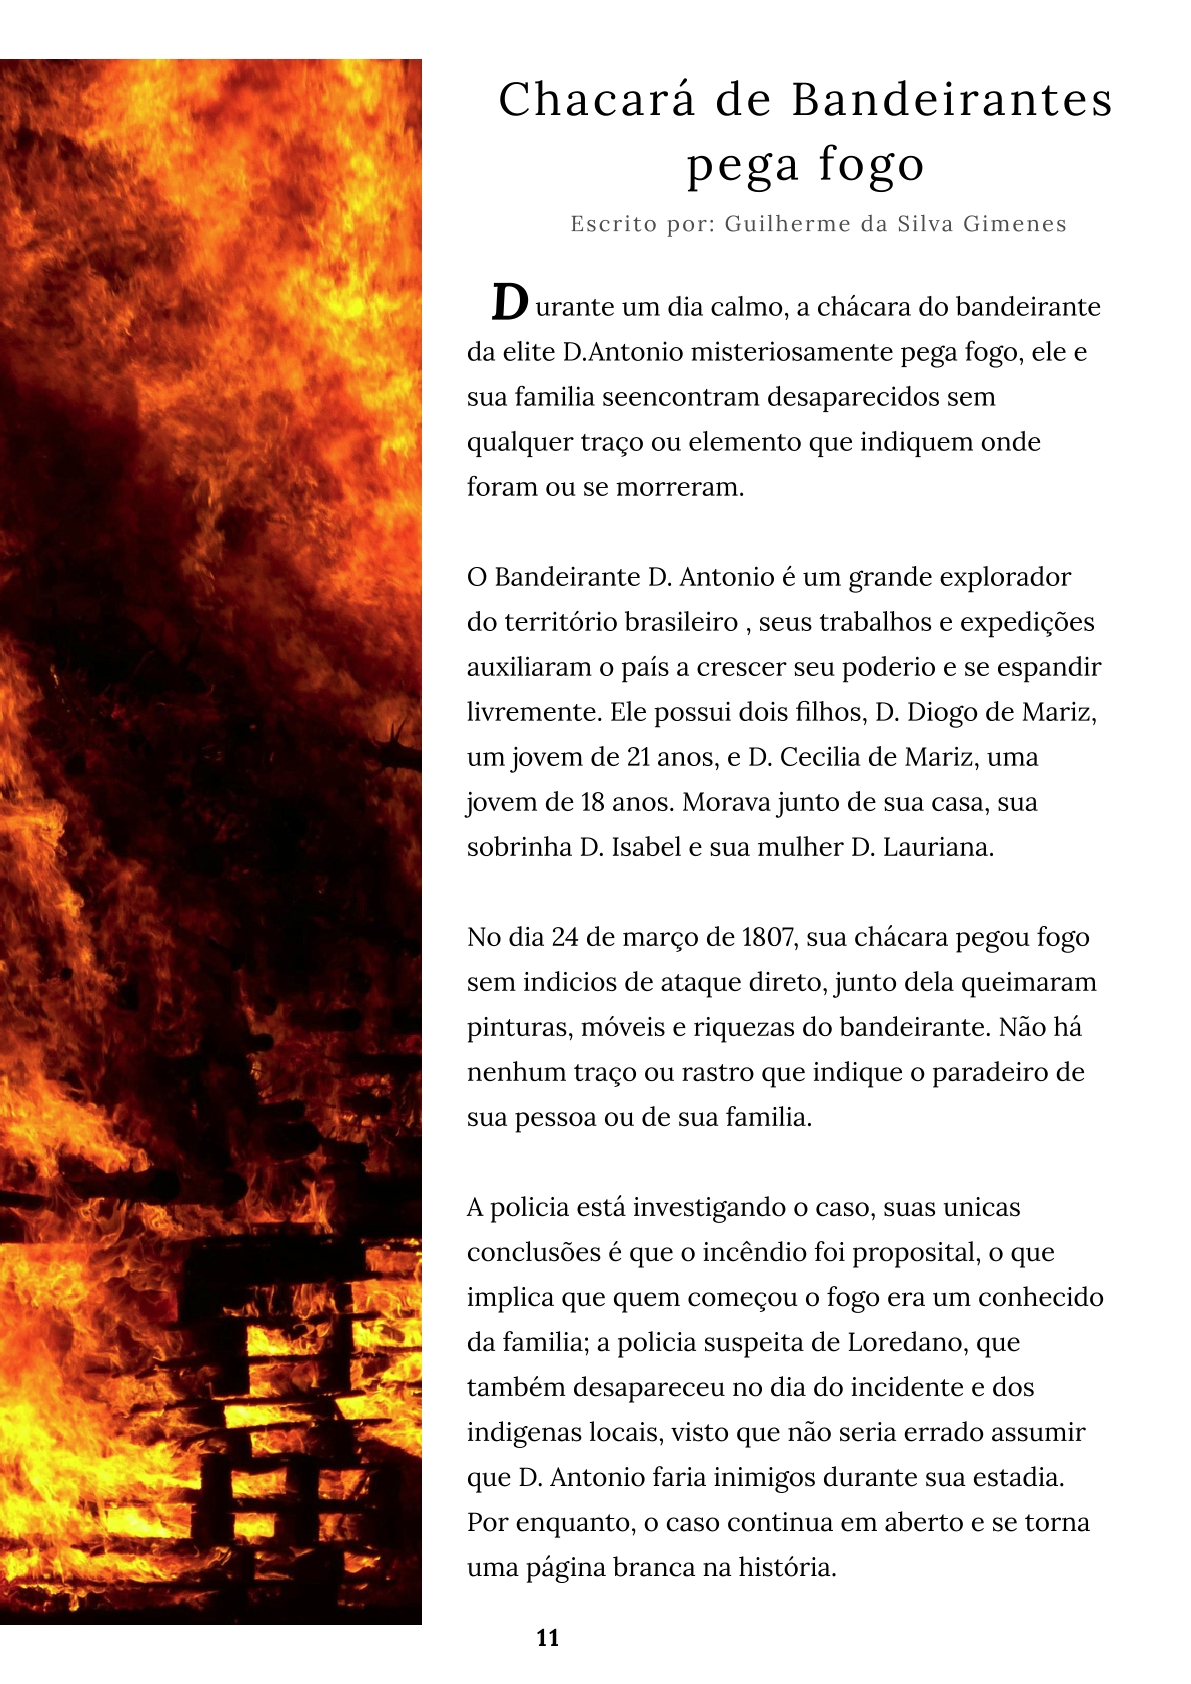 Chacará de Bandeirantes
pega fogo
Escrito por: Guilherme da Silva Gimenes
Durante um dia calmo, a chácara do bandeirante
da elite D.Antonio misteriosamente pega fogo, ele e
sua familia seencontram desaparecidos sem
qualquer traço ou elemento que indiquem onde
foram ou se morreram.
O Bandeirante D. Antonio é um grande explorador
do território brasileiro , seus trabalhos e expedições
auxiliaram o país a crescer seu poderio e se espandir
livremente. Ele possui dois filhos, D. Diogo de Mariz,
um jovem de 21 anos, e D. Cecilia de Mariz, uma
jovem de 18 anos. Morava junto de sua casa, sua
sobrinha D. Isabel e sua mulher D. Lauriana.
No dia 24 de março de 1807, sua chácara pegou fogo
sem indicios de ataque direto, junto dela queimaram
pinturas, móveis e riquezas do bandeirante. Não há
nenhum traço ou rastro que indique o paradeiro de
sua pessoa ou de sua familia.
A policia está investigando o caso, suas unicas
conclusões é que o incêndio foi proposital, o que
implica que quem começou o fogo era um conhecido
da familia; a policia suspeita de Loredano, que
também desapareceu no dia do incidente e dos
indigenas locais, visto que não seria errado assumir
que D. Antonio faria inimigos durante sua estadia.
Por enquanto, o caso continua em aberto e se torna
uma página branca na história.
11